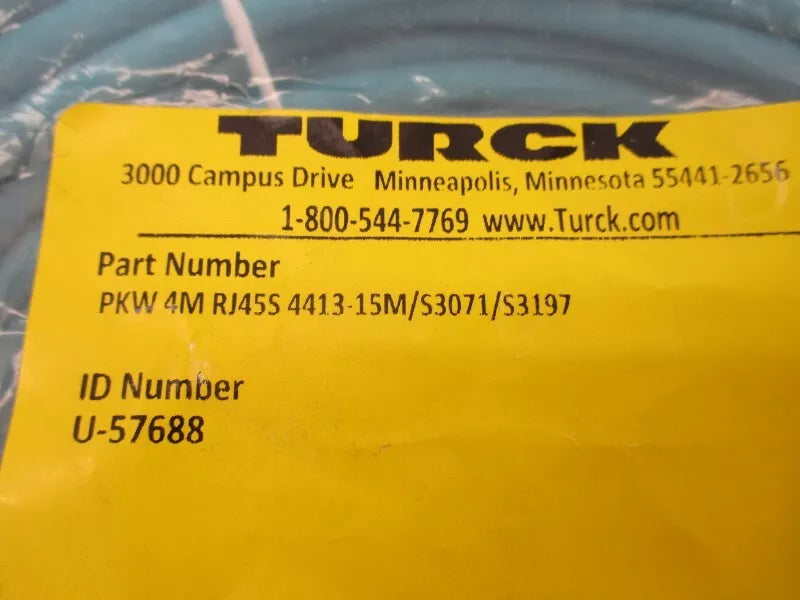 TURCK
3000 Campus Drive Minneapolis, Minnesota 55441-2656
1-800-544-7769 www.Turck.com
Part Number
PKW 4M RJ45S 4413-15M/S3071/S3197
ID Number
U-57688